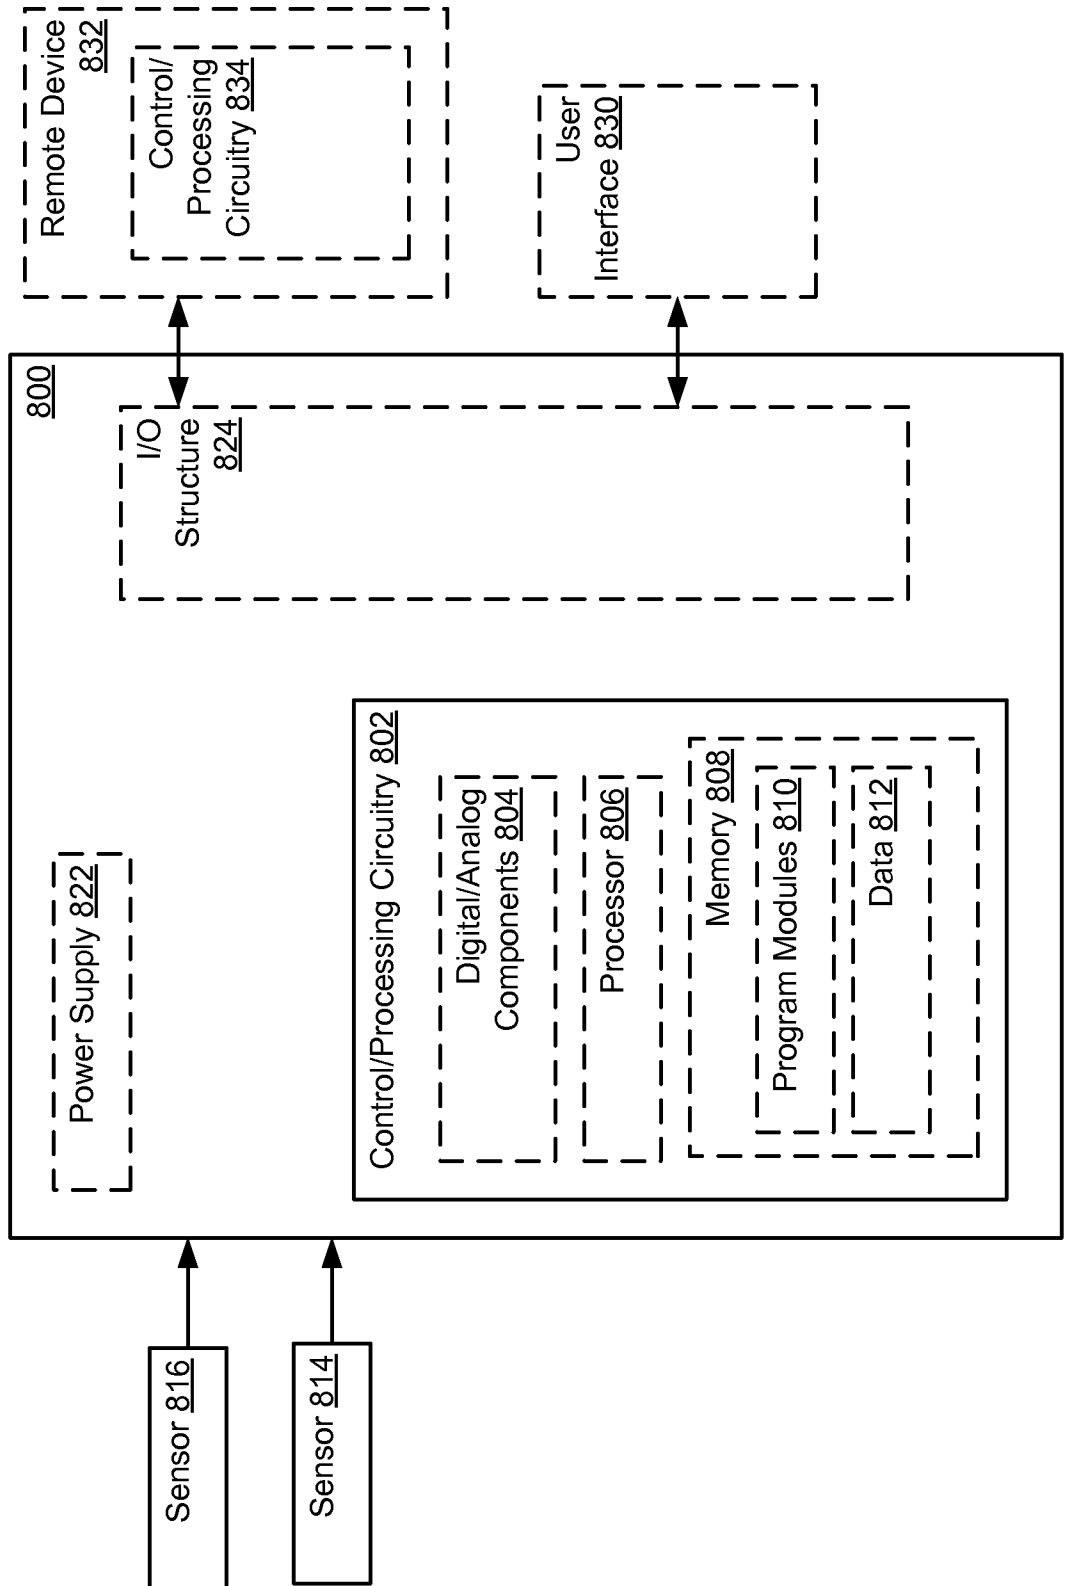 800
Power Supply 822
I/O
Structure
824
Remote Device
832
Control/
Processing
Circuitry 834
Sensor 816
Sensor 814
Control/Processing Circuitry 802
Digital/Analog
Components 804
Processor 806
Memory 808
Program Modules 810
Data 812
User
Interface 830